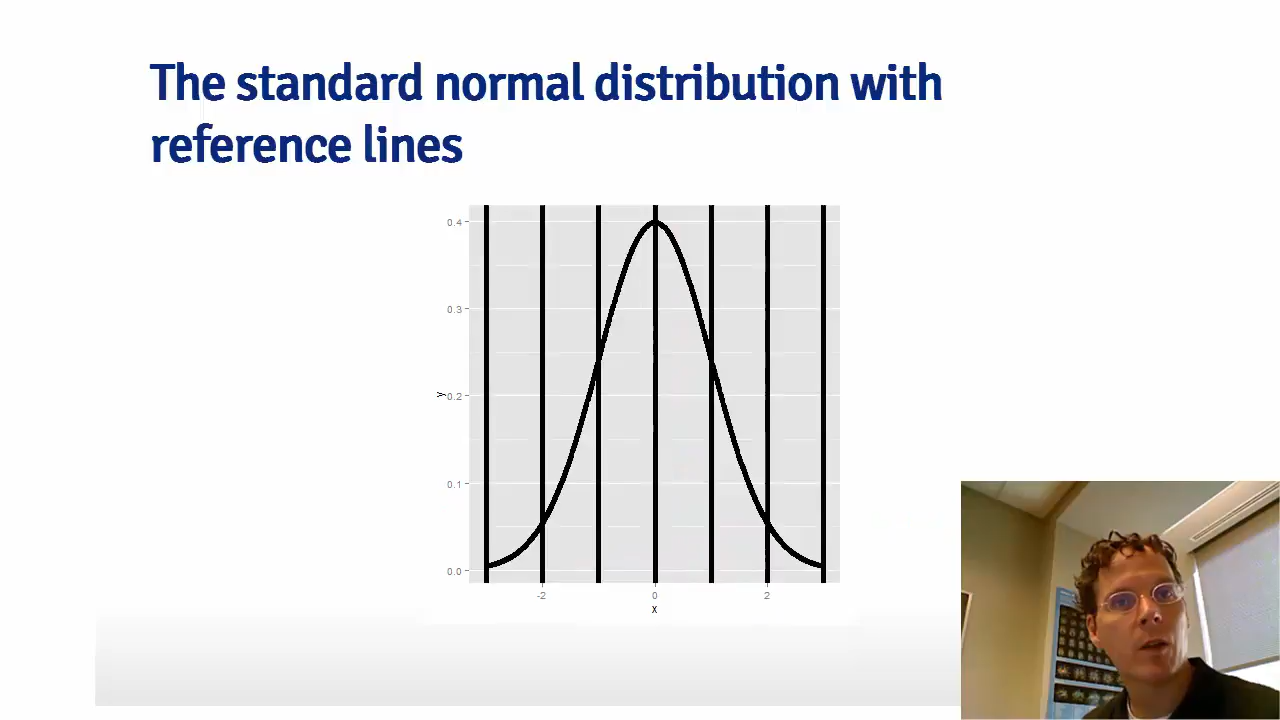 The standard normal distribution with
reference lines
0.4
0.3
y
0.2
0.1
0.0
-2 0 2
x